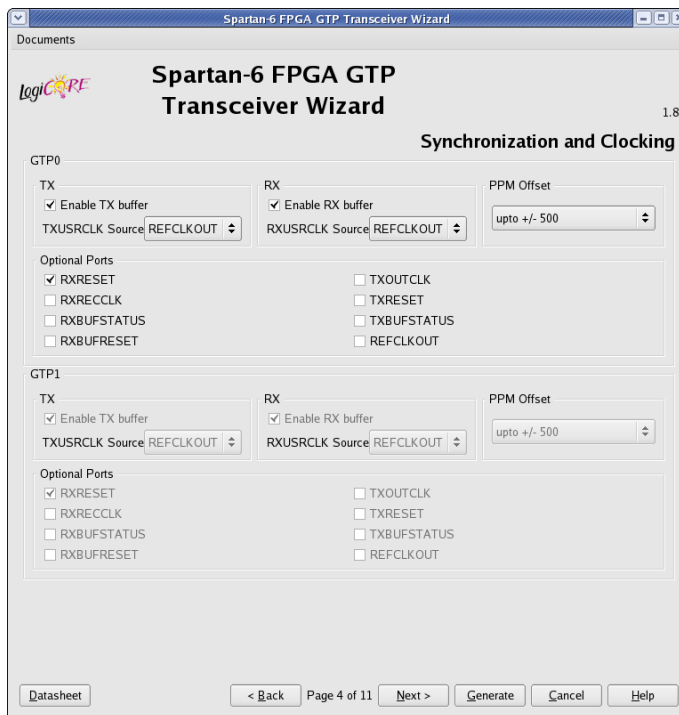 Spartan-6 FPGA GTP Transceiver Wizard
Documents
LogiCORE
Spartan-6 FPGA GTP
Transceiver Wizard
1.8
Synchronization and Clocking
GTP0
TX
Enable TX buffer
TXUSRCLK Source REFCLKOUT
RX
Enable RX buffer
RXUSRCLK Source REFCLKOUT
PPM Offset
upto +/- 500
Optional Ports
RXRESET
RXRECCLK
RXBUFSTATUS
RXBUFRESET
TXOUTCLK
TXRESET
TXBUFSTATUS
REFCLKOUT
GTP1
TX
Enable TX buffer
TXUSRCLK Source REFCLKOUT
RX
Enable RX buffer
RXUSRCLK Source REFCLKOUT
PPM Offset
upto +/- 500
Optional Ports
RXRESET
RXRECCLK
RXBUFSTATUS
RXBUFRESET
TXOUTCLK
TXRESET
TXBUFSTATUS
REFCLKOUT
Datasheet
< Back
Page 4 of 11
Next >
Generate
Cancel
Help